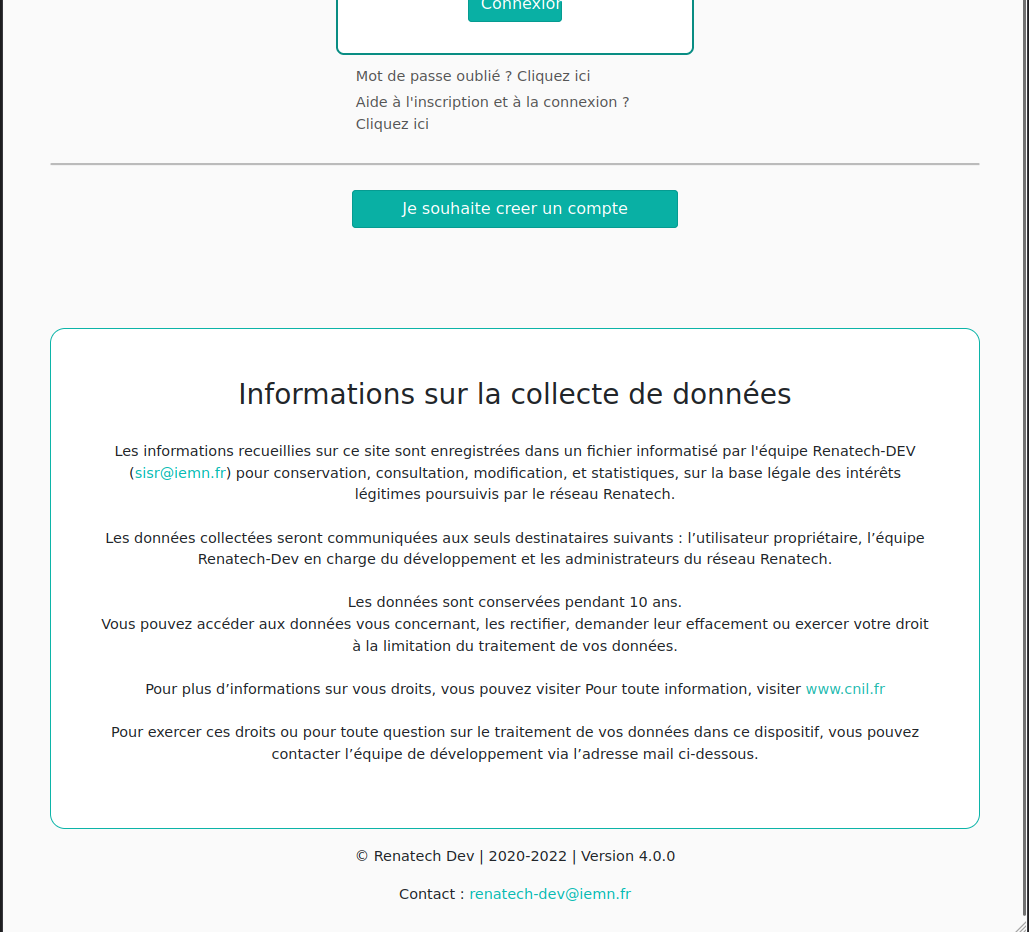 Connexion
Mot de passe oublié ? Cliquez ici
Aide à l'inscription et à la connexion ?
Cliquez ici
Je souhaite creer un compte
Informations sur la collecte de données
Les informations recueillies sur ce site sont enregistrées dans un fichier informatisé par l'équipe Renatech-DEV
(sisr@iemn.fr) pour conservation, consultation, modification, et statistiques, sur la base légale des intérêts
légitimes poursuivis par le réseau Renatech.
Les données collectées seront communiquées aux seuls destinataires suivants : l’utilisateur propriétaire, l’équipe
Renatech-Dev en charge du développement et les administrateurs du réseau Renatech.
Les données sont conservées pendant 10 ans.
Vous pouvez accéder aux données vous concernant, les rectifier, demander leur effacement ou exercer votre droit
à la limitation du traitement de vos données.
Pour plus d’informations sur vous droits, vous pouvez visiter Pour toute information, visiter www.cnil.fr
Pour exercer ces droits ou pour toute question sur le traitement de vos données dans ce dispositif, vous pouvez
contacter l’équipe de développement via l’adresse mail ci-dessous.
© Renatech Dev | 2020-2022 | Version 4.0.0
Contact : renatech-dev@iemn.fr